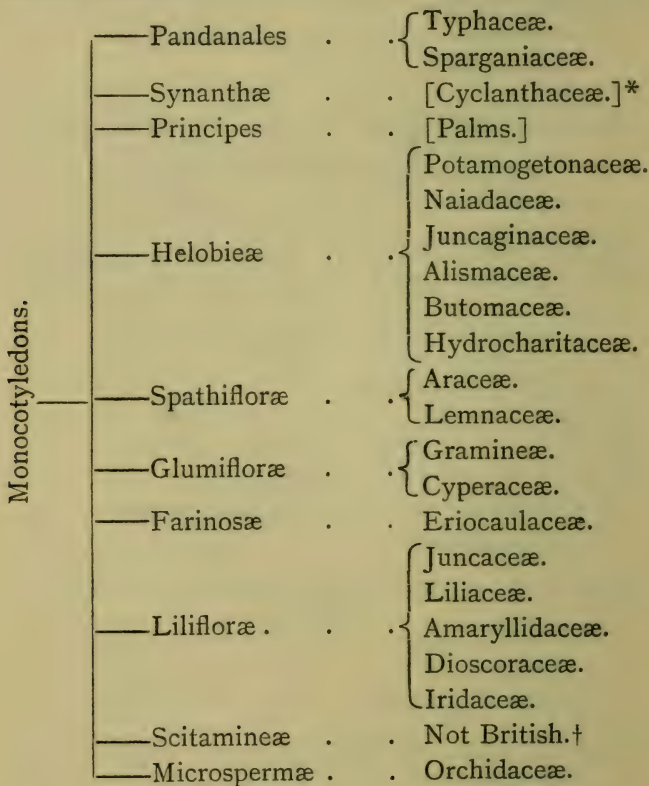 Monocotyledons.
Pandanales . . Typhaceæ.
Sparganiaceæ.
Synanthæ . . [Cyclanthaceæ.]*
Principes . . [Palms.]
Helobieæ . . Potamogetonaceæ.
Naiadaceæ.
Juncaginaceæ.
Alismaceæ.
Butomaceæ.
Hydrocharitaceæ.
Spathifloræ . . Araceæ.
Lemnaceæ.
Glumifloræ . . Gramineæ.
Cyperaceæ.
Farinosæ . . Eriocaulaceæ.
Lilifloræ . . . Juncaceæ.
Liliaceæ.
Amaryllidaceæ.
Dioscoraceæ.
Iridaceæ.
Scitamineæ . . Not British.†
Microspermæ . . Orchidaceæ.